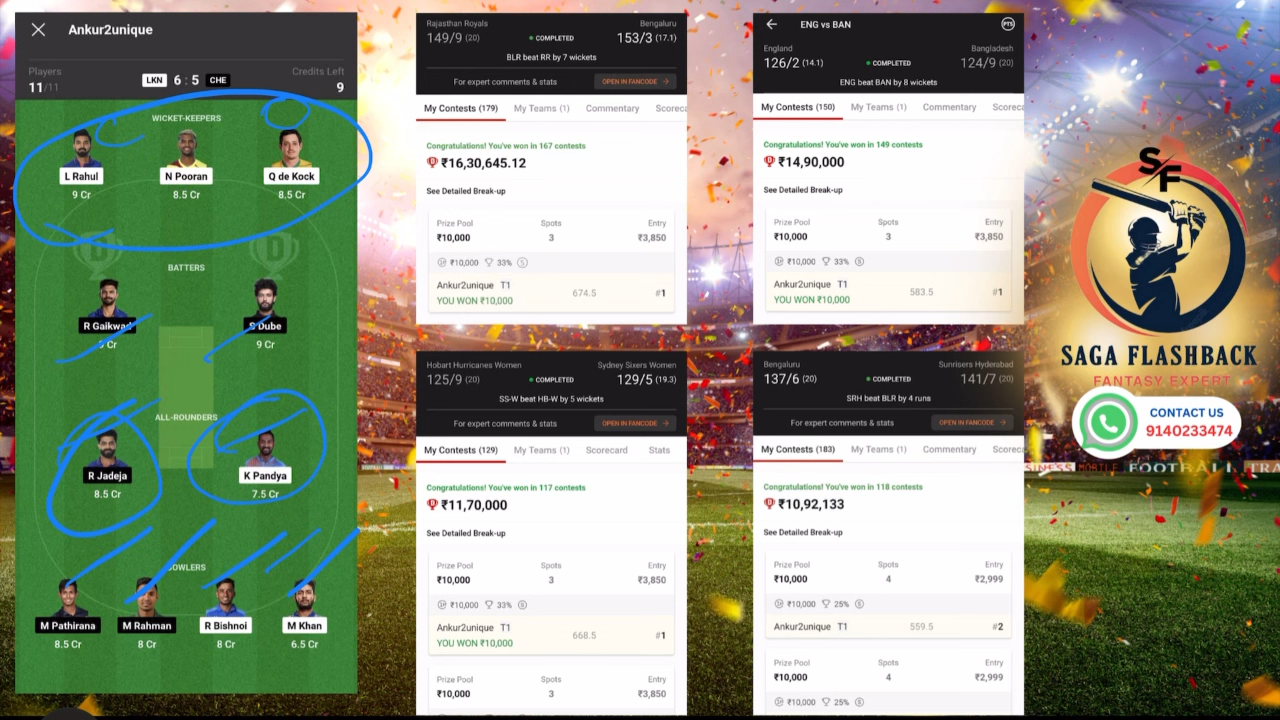 Ankur2unique
Players
Credits Left
11/11
LKN 6 : 5 CHE
9
WICKET-KEEPERS
L Rahul
N Pooran
Q de Kock
9 Cr
8.5 Cr
8.5 Cr
BATTERS
R Gaikwad
S Dube
9 Cr
9 Cr
ALL-ROUNDERS
R Jadeja
K Pandya
8.5 Cr
7.5 Cr
BOWLERS
M Pathirana
M Rahman
R Bishnoi
M Khan
8.5 Cr
8 Cr
8 Cr
6.5 Cr
Rajasthan Royals
Bengaluru
149/9 (20)
COMPLETED
153/3 (17.1)
BLR beat RR by 7 wickets
For expert comments & stats
OPEN IN FANCODE
My Contests (179)
My Teams (1)
Commentary
Scoreca
Congratulations! You've won in 167 contests
₹16,30,645.12
See Detailed Break-up
Prize Pool
Spots
Entry
₹10,000
3
₹3,850
₹10,000
33%
S
Ankur2unique T1
674.5
#1
YOU WON ₹10,000
ENG vs BAN
PTS
England
Bangladesh
126/2 (14.1)
COMPLETED
124/9 (20)
ENG beat BAN by 8 wickets
My Contests (150)
My Teams (1)
Commentary
Scorec
Congratulations! You've won in 149 contests
₹14,90,000
See Detailed Break-up
Prize Pool
Spots
Entry
₹10,000
3
₹3,850
₹10,000
33%
S
Ankur2unique T1
583.5
#1
YOU WON ₹10,000
Hobart Hurricanes Women
Sydney Sixers Women
125/9 (20)
COMPLETED
129/5 (19.3)
SS-W beat HB-W by 5 wickets
For expert comments & stats
OPEN IN FANCODE
My Contests (129)
My Teams (1)
Scorecard
Stats
Congratulations! You've won in 117 contests
₹11,70,000
See Detailed Break-up
Prize Pool
Spots
Entry
₹10,000
3
₹3,850
₹10,000
33%
S
Ankur2unique T1
668.5
#1
YOU WON ₹10,000
Prize Pool
Spots
Entry
₹10,000
3
₹3,850
Bengaluru
Sunrisers Hyderabad
137/6 (20)
COMPLETED
141/7 (20)
SRH beat BLR by 4 runs
For expert comments & stats
OPEN IN FANCODE
My Contests (183)
My Teams (1)
Commentary
Scorec
Congratulations! You've won in 118 contests
₹10,92,133
See Detailed Break-up
Prize Pool
Spots
Entry
₹10,000
4
₹2,999
₹10,000
25%
S
Ankur2unique T1
559.5
#2
Prize Pool
Spots
Entry
₹10,000
4
₹2,999
₹10,000
25%
S
SF
SAGA FLASHBACK
FANTASY EXPERT
CONTACT US
9140233474
SINESS MOBILE FOOTBALL TRA